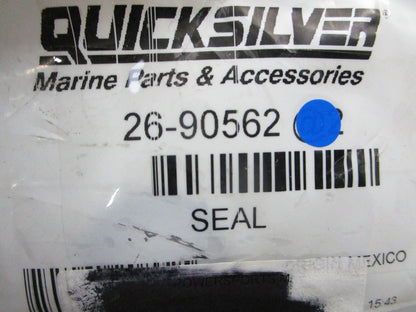 QUICKSILVER
Marine Parts & Accessories
26-90562
SEAL
MEXICO
15:43